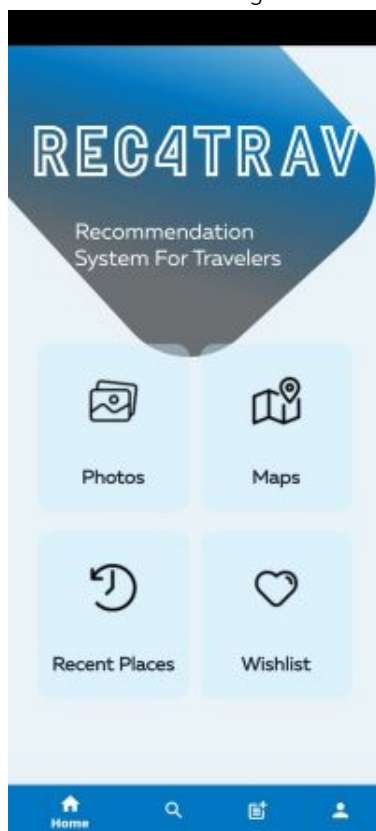 REC4TRAV
Recommendation
System For Travelers
Photos
Maps
Recent Places
Wishlist
Home